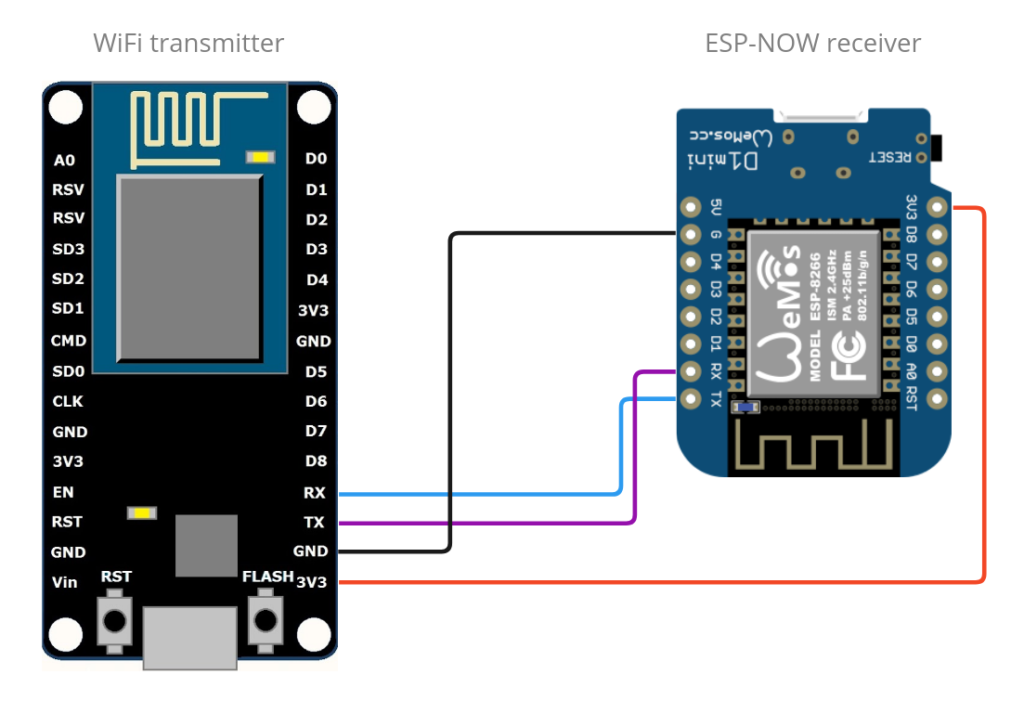 WiFi transmitter
ESP-NOW receiver
A0
RSV
RSV
SD3
SD2
SD1
CMD
SD0
CLK
GND
3V3
EN
RST
GND
Vin
D0
D1
D2
D3
D4
3V3
GND
D5
D6
D7
D8
RX
TX
GND
3V3
RST
FLASH
WeMos.cc
D1mini
RESET
5V
G
D4
D3
D2
D1
RX
TX
3V3
D8
D7
D6
D5
D0
A0
RST
WeMos
MODEL ESP-8266
ISM 2.4GHz
PA +25dBm
802.11b/g/n
FC